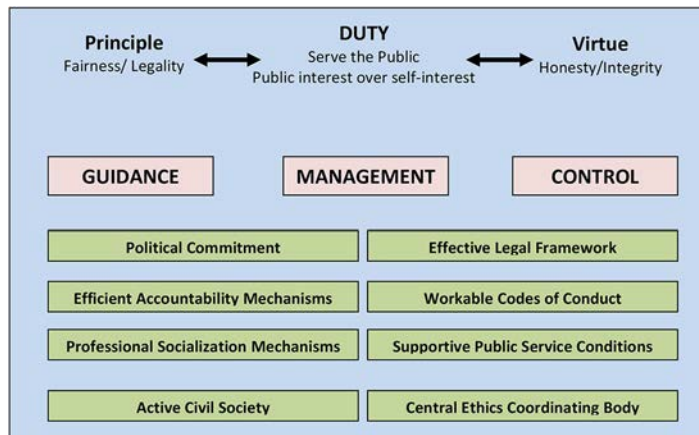 Principle
Fairness/ Legality
DUTY
Serve the Public
Public interest over self-interest
Virtue
Honesty/Integrity
GUIDANCE
MANAGEMENT
CONTROL
Political Commitment
Effective Legal Framework
Efficient Accountability Mechanisms
Workable Codes of Conduct
Professional Socialization Mechanisms
Supportive Public Service Conditions
Active Civil Society
Central Ethics Coordinating Body